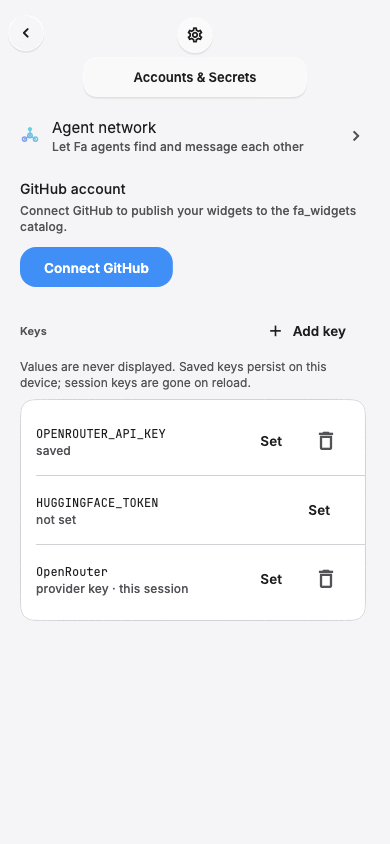 Accounts & Secrets
Agent network
Let Fa agents find and message each other
GitHub account
Connect GitHub to publish your widgets to the fa_widgets
catalog.
Connect GitHub
Keys
Add key
Values are never displayed. Saved keys persist on this
device; session keys are gone on reload.
OPENROUTER_API_KEY
saved
Set
HUGGINGFACE_TOKEN
not set
Set
OpenRouter
provider key · this session
Set